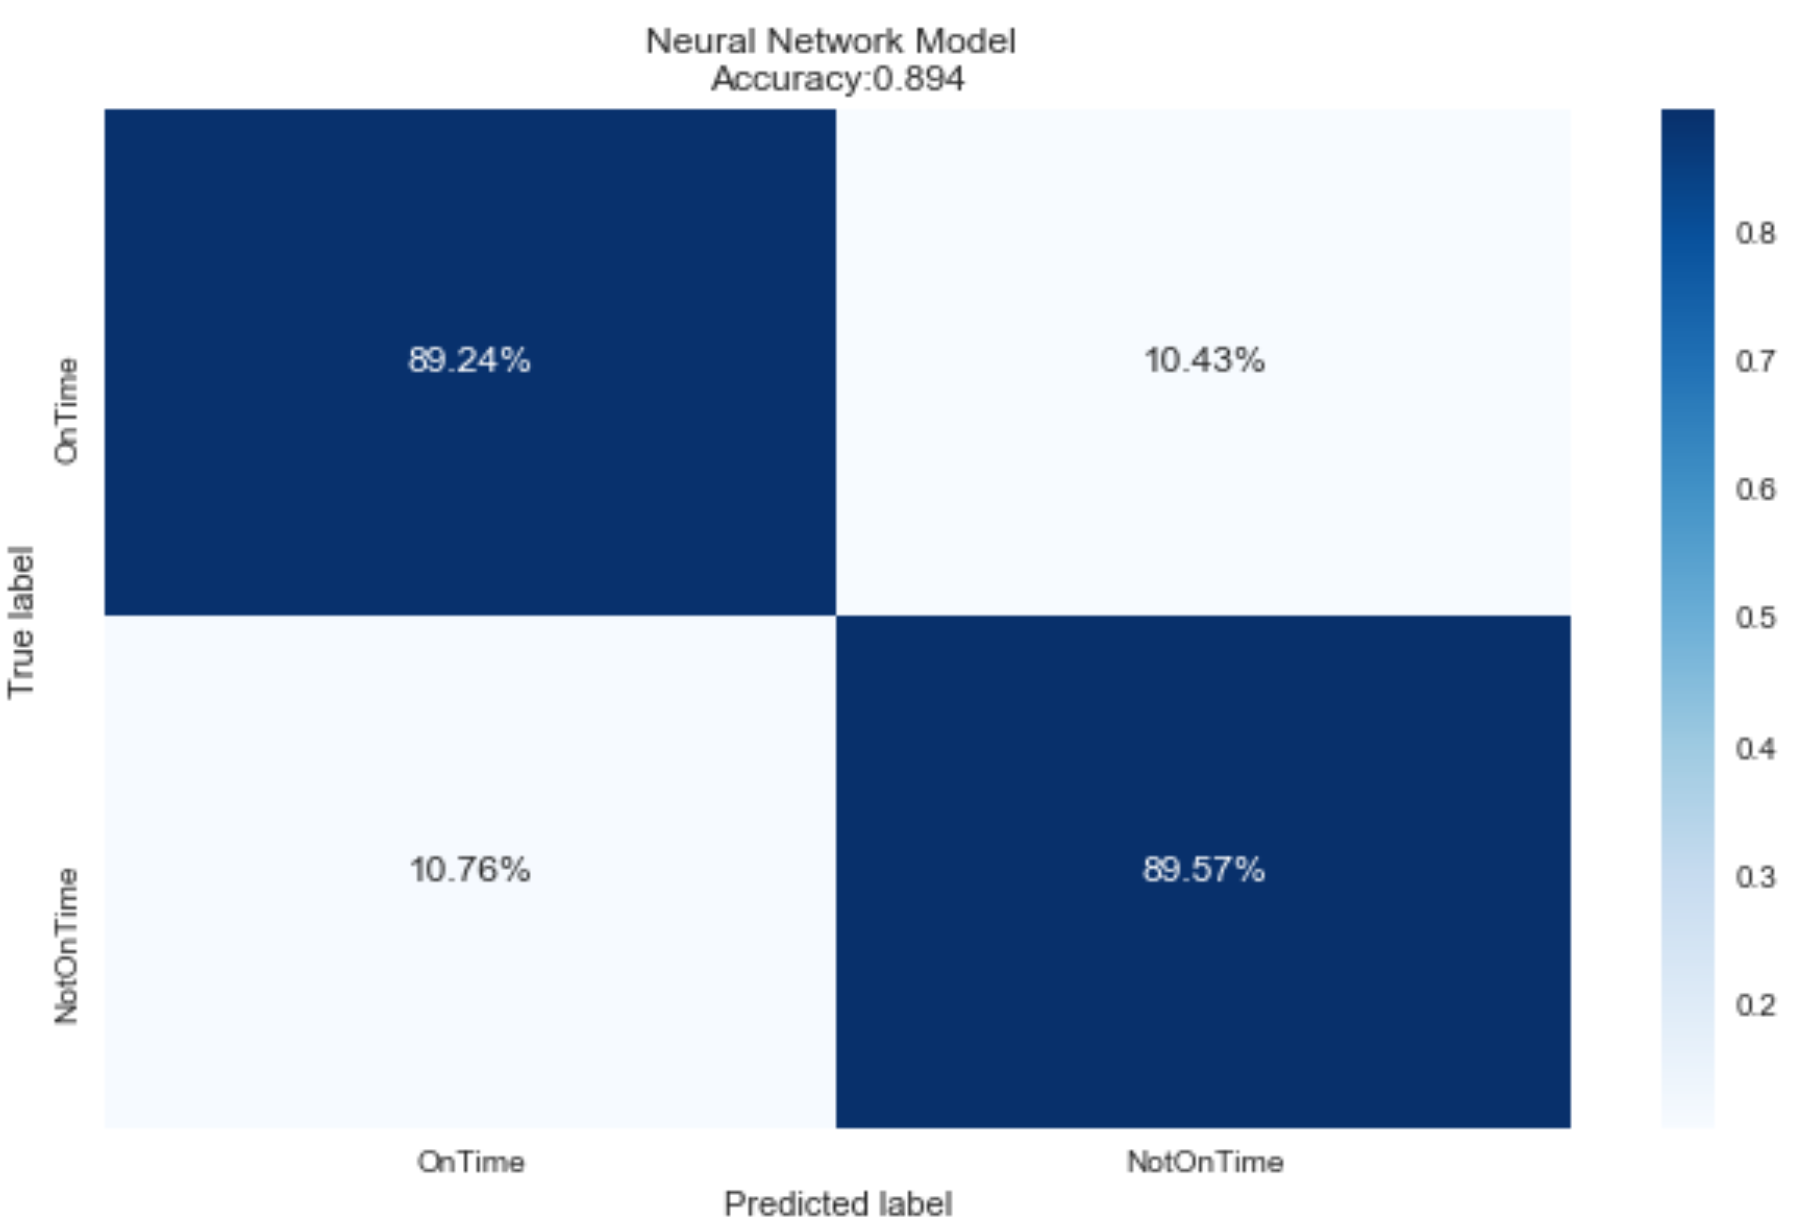 Neural Network Model
Accuracy:0.894
True label
OnTime
89.24%
10.43%
NotOnTime
10.76%
89.57%
OnTime
NotOnTime
Predicted label
0.8
0.7
0.6
0.5
0.4
0.3
0.2